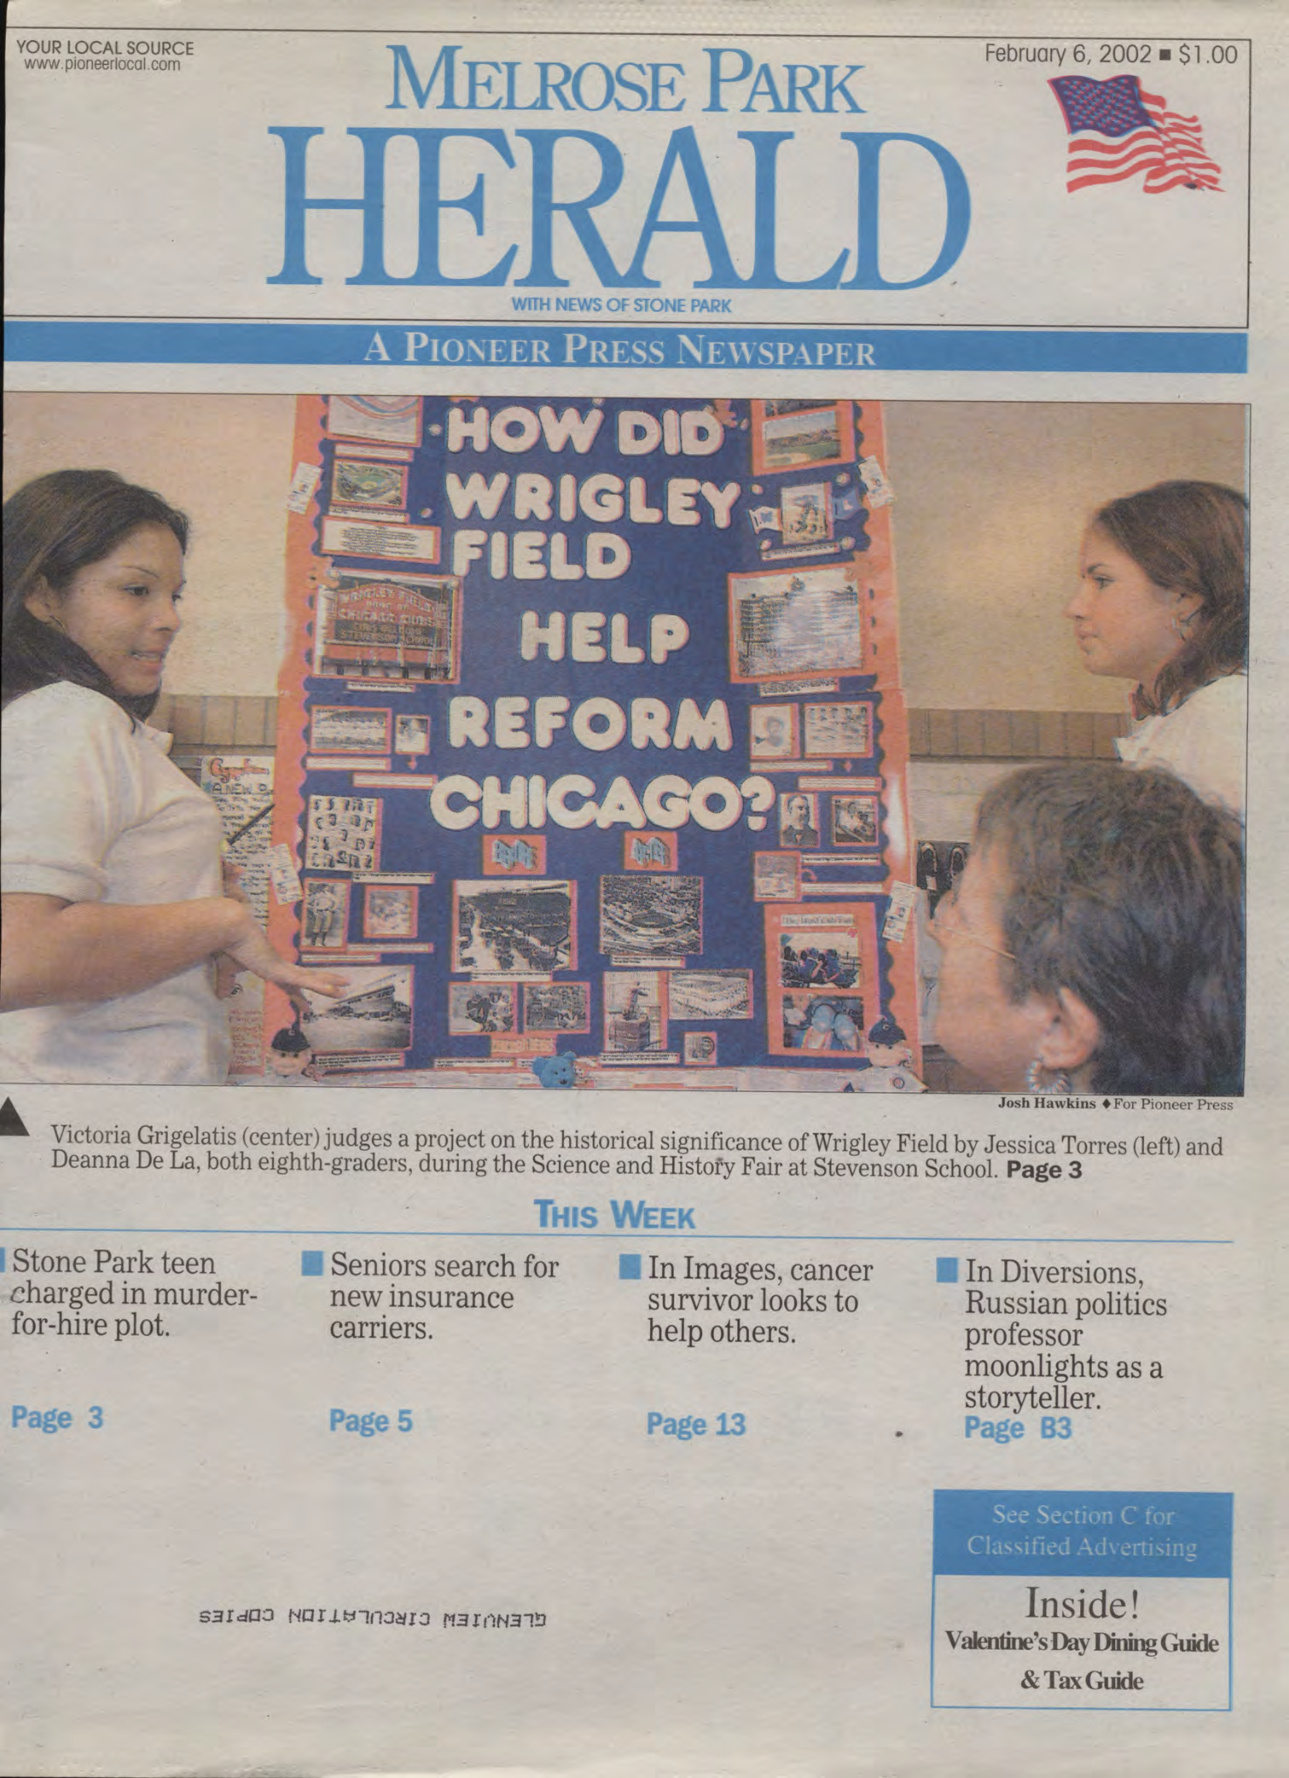 YOUR LOCAL SOURCE
www.pioneerlocal.com
February 6, 2002 ■ $1.00
MELROSE PARK
HERALD
WITH NEWS OF STONE PARK
A PIONEER PRESS NEWSPAPER
HOW DID
WRIGLEY
FIELD
HELP
REFORM
CHICAGO?
WRIGLEY FIELD
HOME OF
CHICAGO CUBS
Josh Hawkins ♦ For Pioneer Press
Victoria Grigelatis (center) judges a project on the historical significance of Wrigley Field by Jessica Torres (left) and
Deanna De La, both eighth-graders, during the Science and History Fair at Stevenson School. Page 3
THIS WEEK
Stone Park teen
charged in murder-
for-hire plot.
Page 3
Seniors search for
new insurance
carriers.
Page 5
In Images, cancer
survivor looks to
help others.
Page 13
In Diversions,
Russian politics
professor
moonlights as a
storyteller.
Page B3
See Section C for
Classified Advertising
Inside!
Valentine's Day Dining Guide
& Tax Guide
GLENVIEW CIRCULATION COPIES